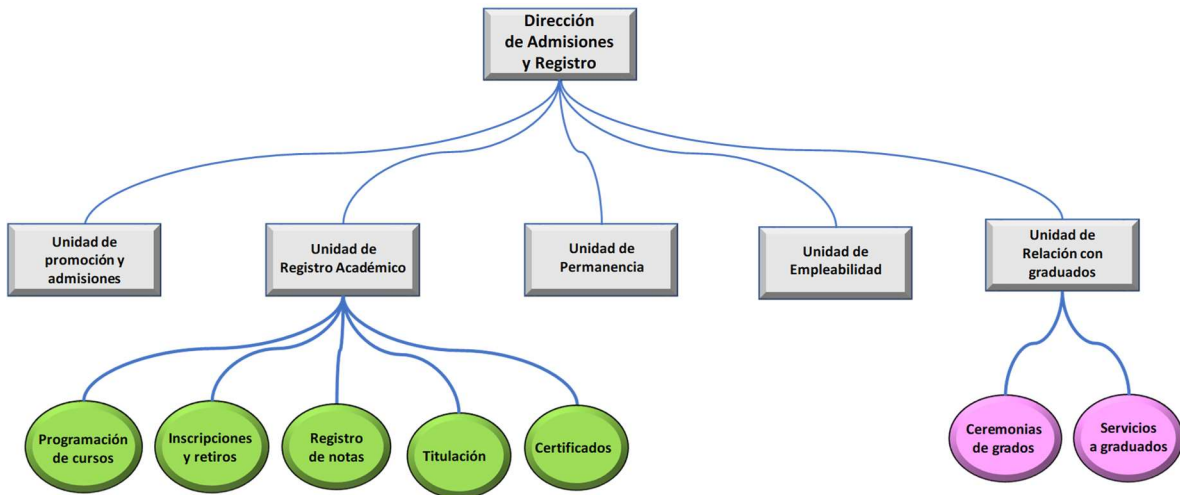 Dirección
de Admisiones
y Registro
Unidad de
promoción y
admisiones
Unidad de
Registro Académico
Unidad de
Permanencia
Unidad de
Empleabilidad
Unidad de
Relación con
graduados
Programación
de cursos
Inscripciones
y retiros
Registro
de notas
Titulación
Certificados
Ceremonias
de grados
Servicios
a graduados